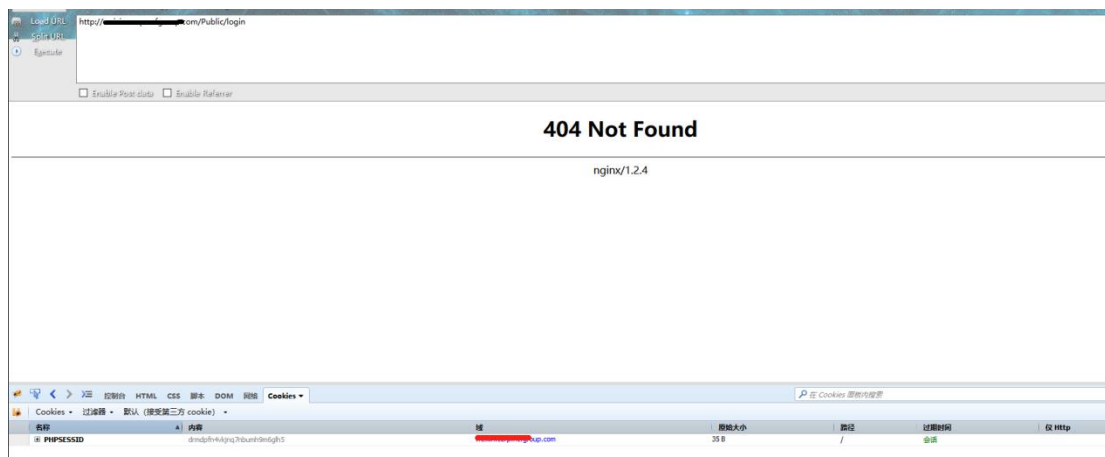 Load URL
http:// com/Public/login
Split URL
Execute
Enable Post data Enable Referrer
404 Not Found
nginx/1.2.4
控制台 HTML CSS 脚本 DOM 网络 Cookies
在 Cookies 面板内搜索
Cookies 过滤器 默认 (接受第三方 cookie)
名称 内容 域 原始大小 路径 过期时间 仅 Http
PHPSESSID group.com 35 B / 会话